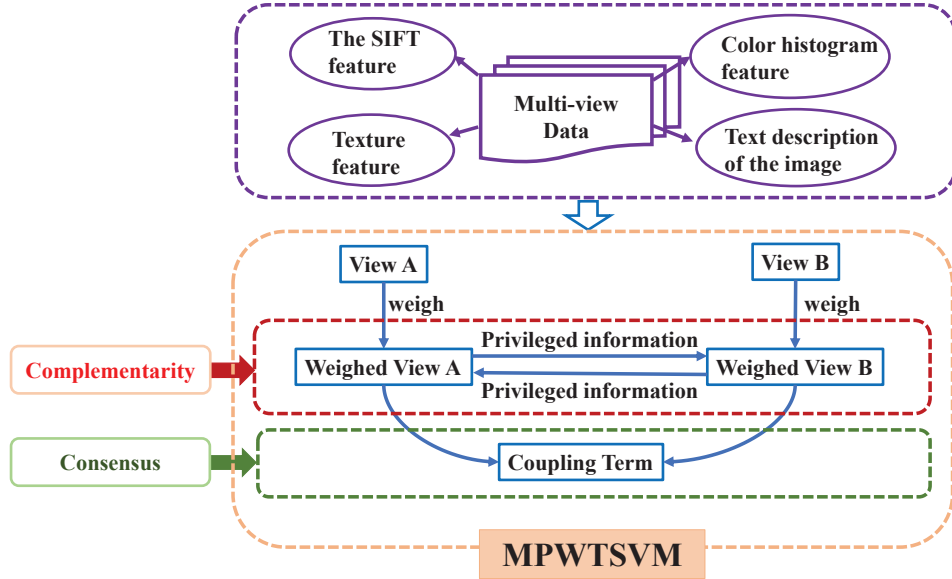 The SIFT
feature
Color histogram
feature
Multi-view
Data
Texture
feature
Text description
of the image
View A
View B
weigh
weigh
Privileged information
Complementarity
Weighed View A
Weighed View B
Privileged information
Consensus
Coupling Term
MPWTSVM